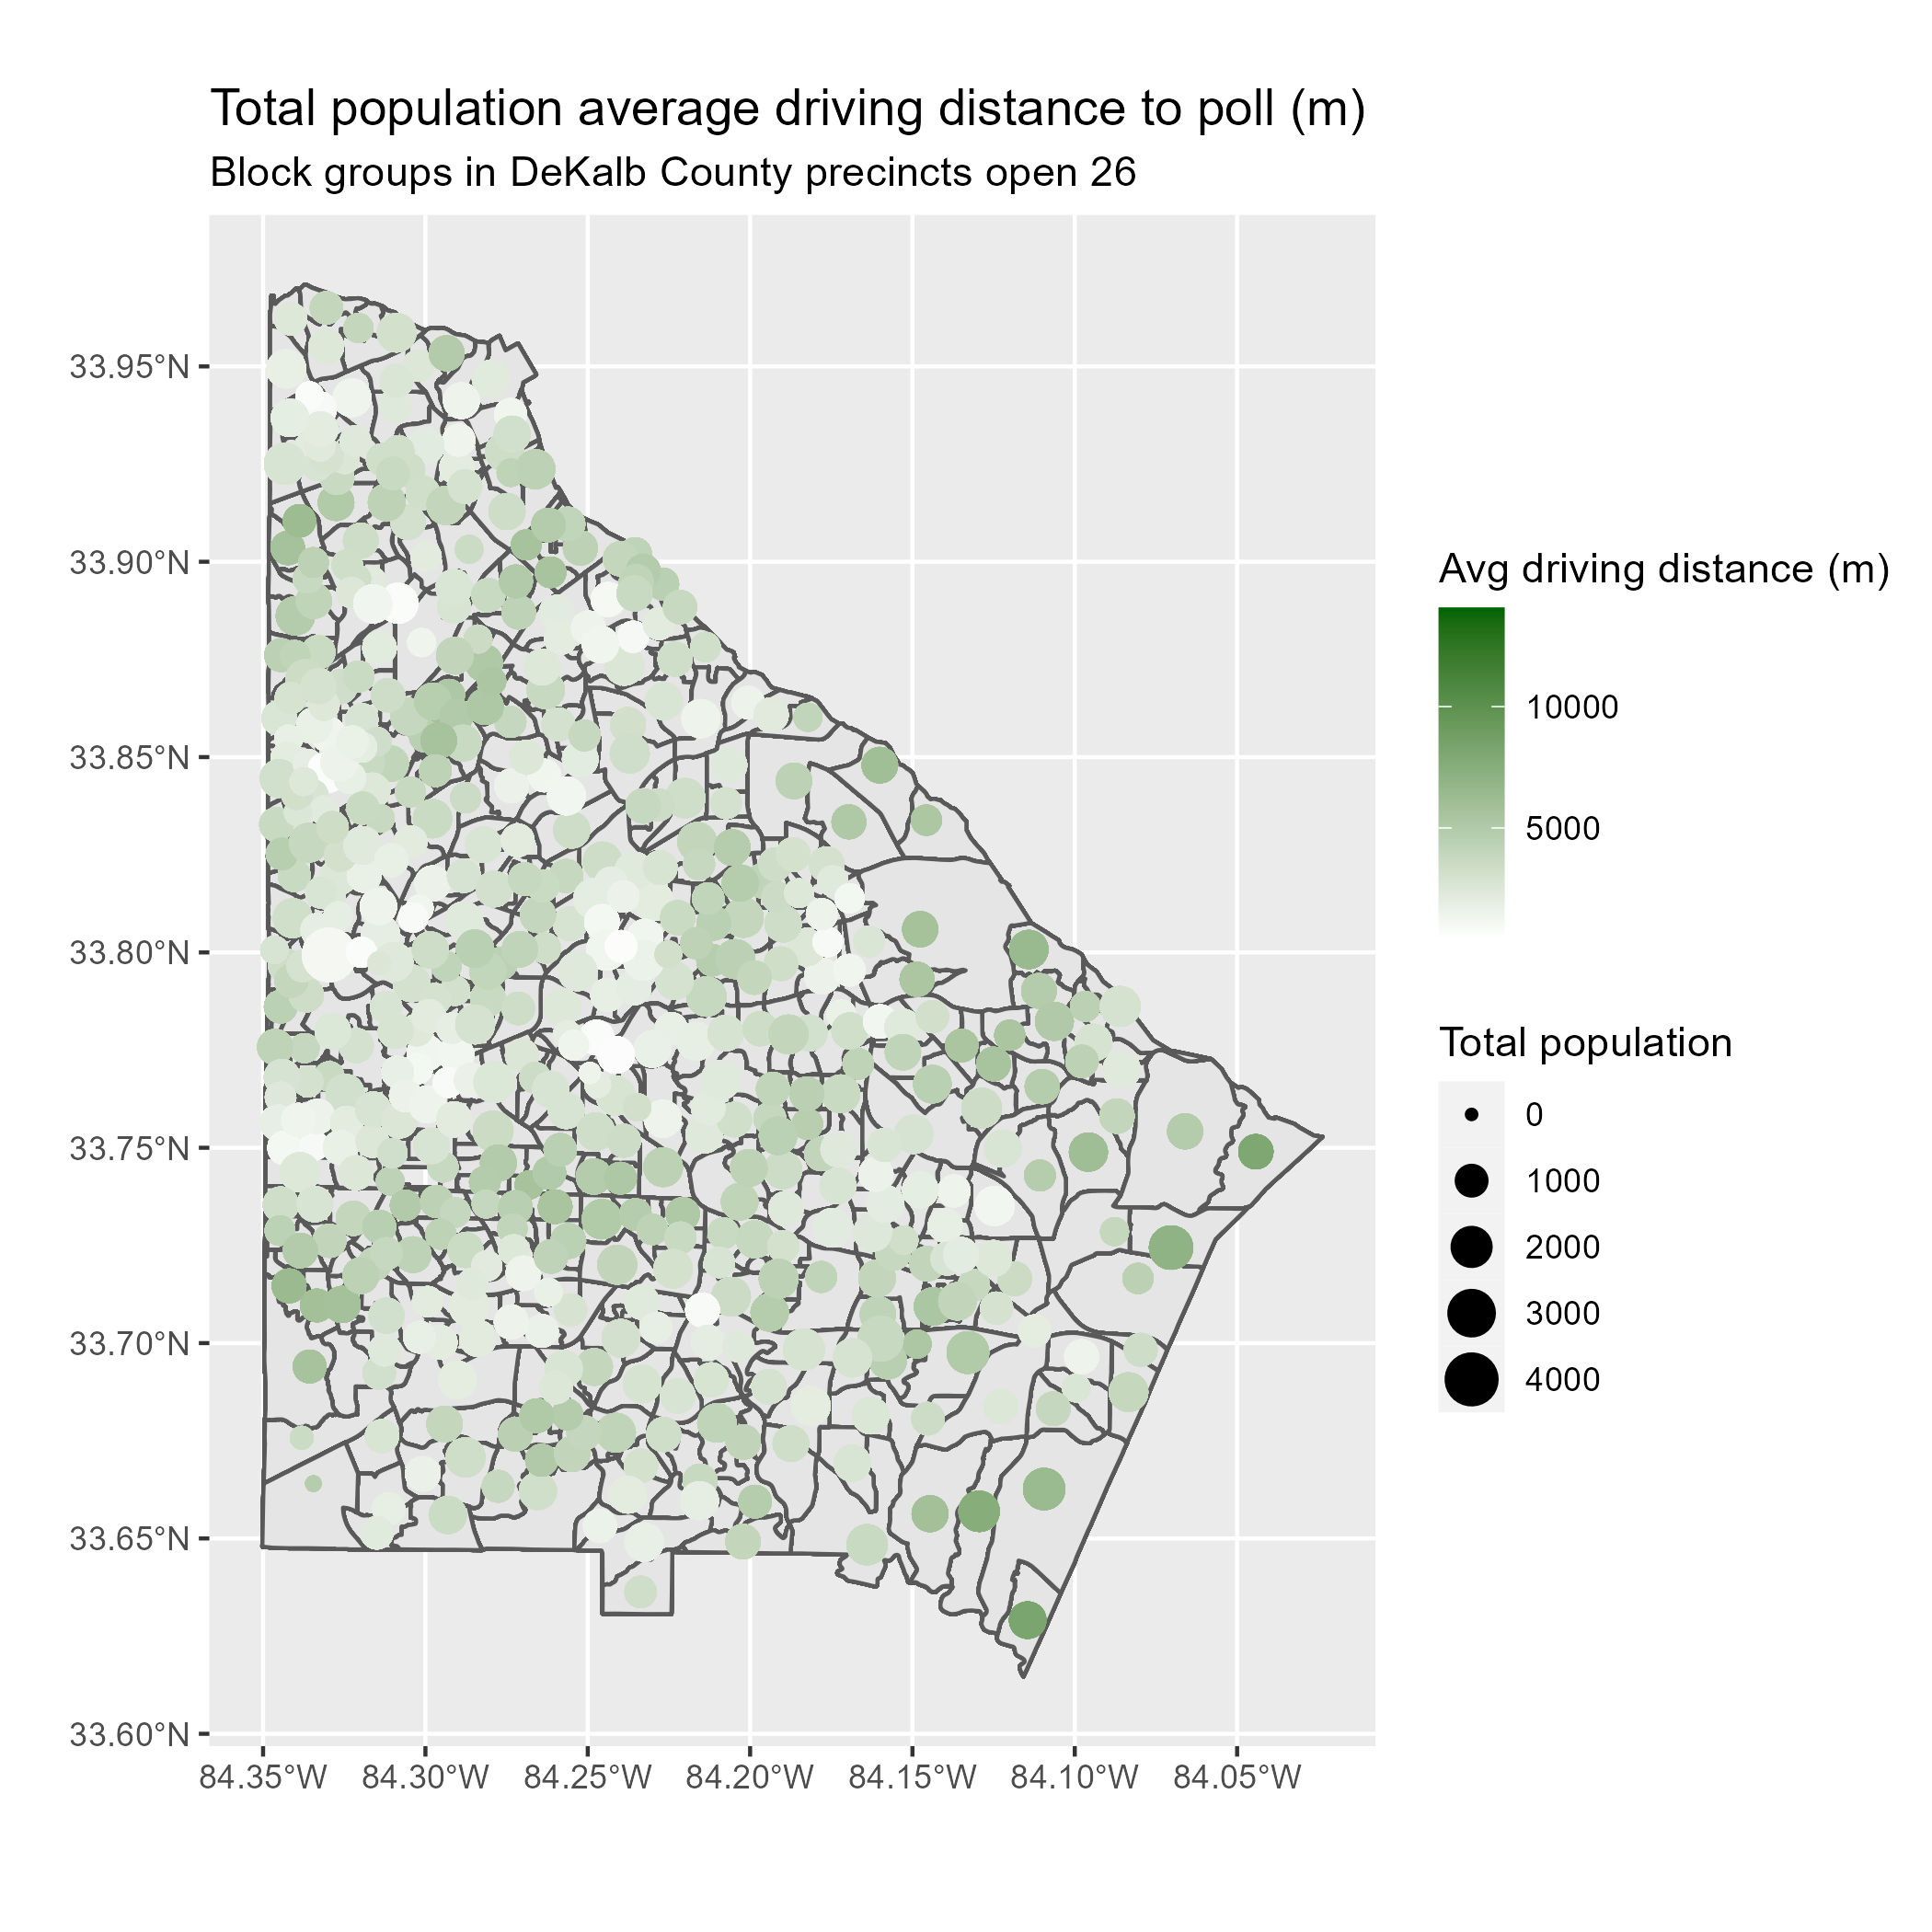 Total population average driving distance to poll (m)
Block groups in DeKalb County precincts open 26
33.95°N
33.90°N
33.85°N
33.80°N
33.75°N
33.70°N
33.65°N
33.60°N
84.35°W
84.30°W
84.25°W
84.20°W
84.15°W
84.10°W
84.05°W
Avg driving distance (m)
10000
5000
Total population
0
1000
2000
3000
4000